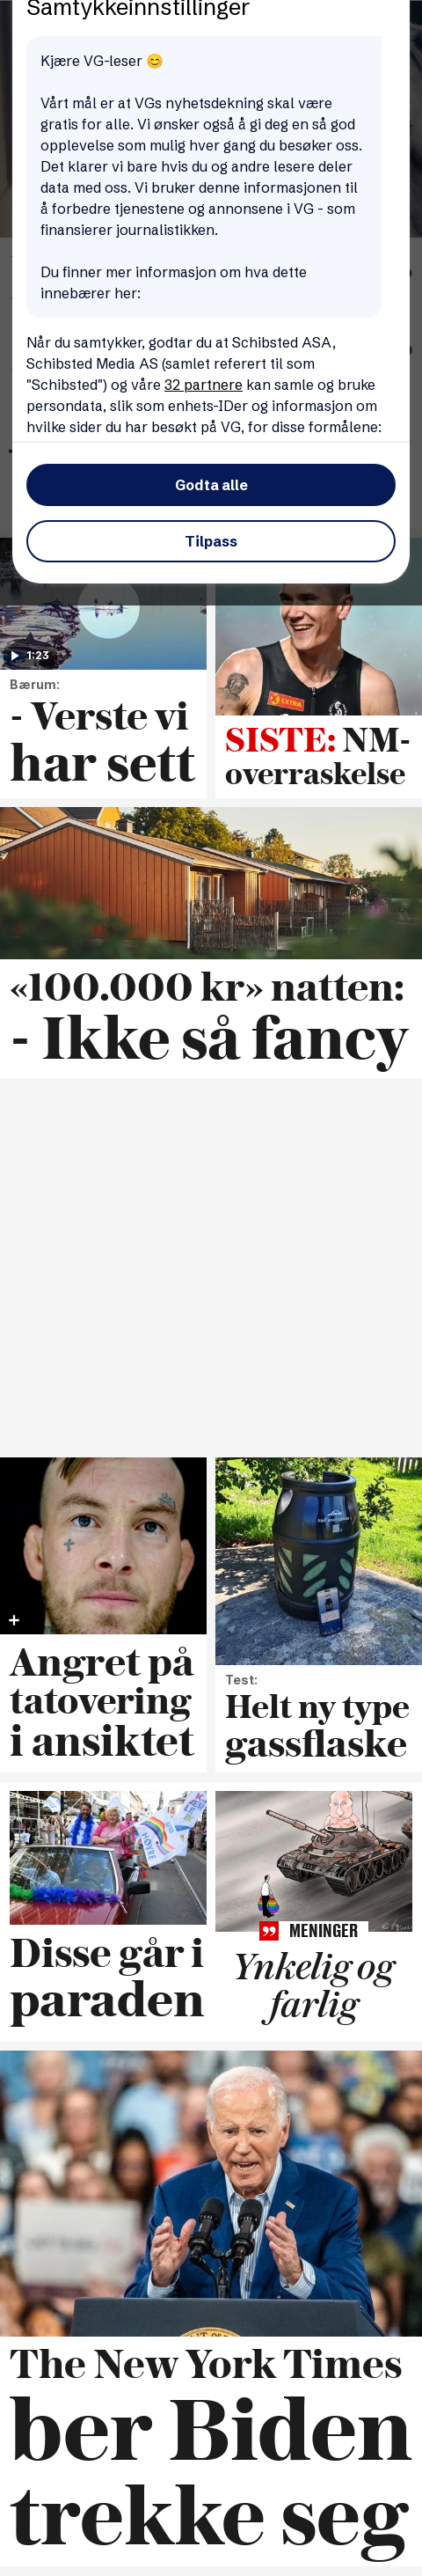 Samtykkeinnstillinger
Kjære VG-leser 😊
Vårt mål er at VGs nyhetsdekning skal være
gratis for alle. Vi ønsker også å gi deg en så god
opplevelse som mulig hver gang du besøker oss.
Det klarer vi bare hvis du og andre lesere deler
data med oss. Vi bruker denne informasjonen til
å forbedre tjenestene og annonsene i VG - som
finansierer journalistikken.
Du finner mer informasjon om hva dette
innebærer her:
Når du samtykker, godtar du at Schibsted ASA,
Schibsted Media AS (samlet referert til som
"Schibsted") og våre 32 partnere kan samle og bruke
persondata, slik som enhets-IDer og informasjon om
hvilke sider du har besøkt på VG, for disse formålene:
Godta alle
Tilpass
1:23
Bærum:
- Verste vi
har sett
EXTRA
SISTE: NM-
overraskelse
«100.000 kr» natten:
- Ikke så fancy
Angret på
tatovering
i ansiktet
Test:
Helt ny type
gassflaske
HØYRE
Disse går i
paraden
MENINGER
Ynkelig og
farlig
The New York Times
ber Biden
trekke seg